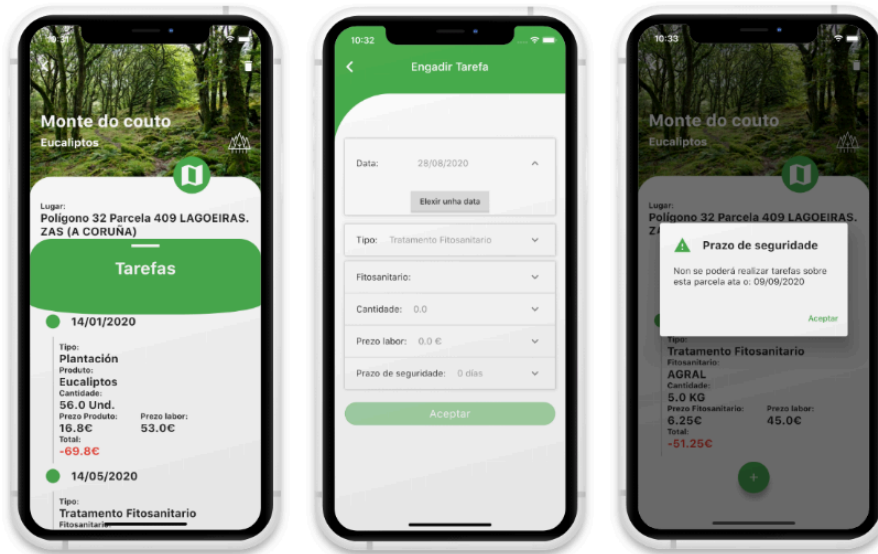 10:31
Monte do couto
Eucaliptos
Lugar:
Polígono 32 Parcela 409 LAGOEIRAS.
ZAS (A CORUÑA)
Tarefas
14/01/2020
Tipo:
Plantación
Produto:
Eucaliptos
Cantidade:
56.0 Und.
Prezo Produto: Prezo labor:
16.8€ 53.0€
Total:
-69.8€
14/05/2020
Tipo:
Tratamento Fitosanitario
Fitosanitario:
10:32
Engadir Tarefa
Data: 28/08/2020
Elexir unha data
Tipo: Tratamento Fitosanitario
Fitosanitario:
Cantidade: 0.0
Prezo labor: 0.0 €
Prazo de seguridade: 0 días
Aceptar
10:33
Monte do couto
Eucaliptos
Lugar:
Polígono 32 Parcela 409 LAGOEIRAS.
Prazo de seguridade
Non se poderá realizar tarefas sobre
esta parcela ata o: 09/09/2020
Aceptar
Tipo:
Tratamento Fitosanitario
Fitosanitario:
AGRAL
Cantidade:
5.0 KG
Prezo Fitosanitario: Prezo labor:
6.25€ 45.0€
Total:
-51.25€
+